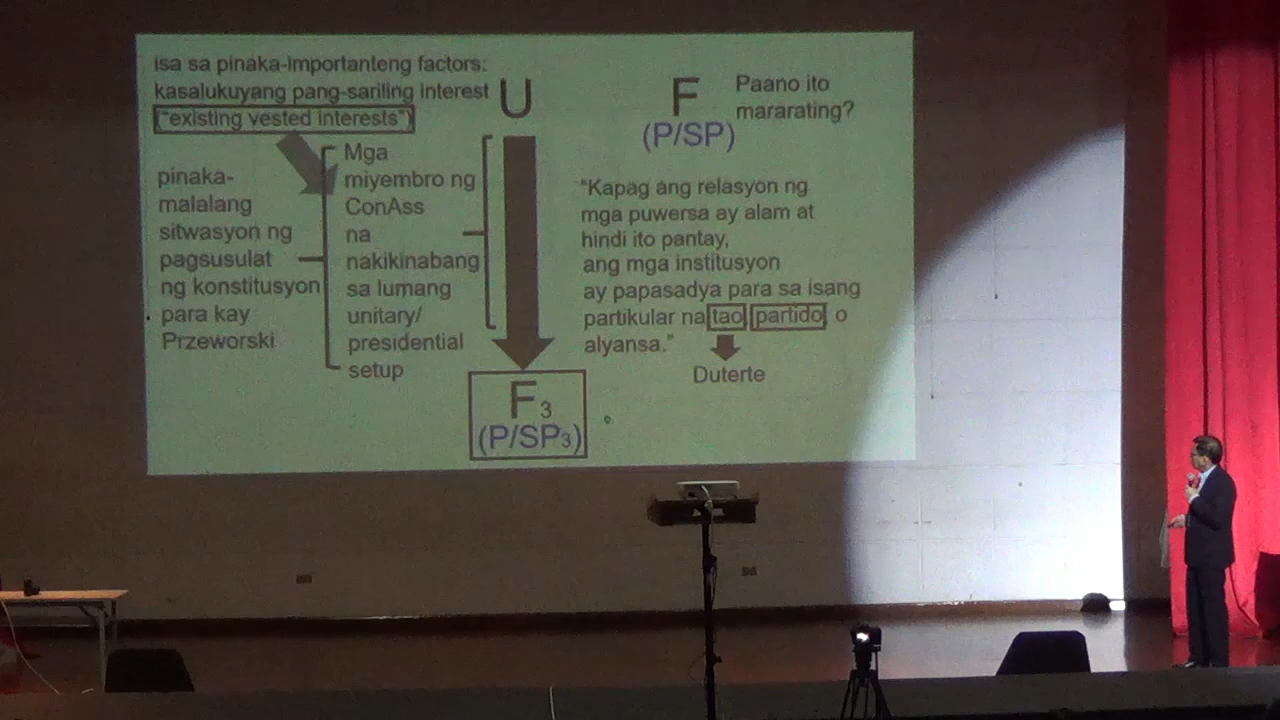 isa sa pinaka-importanteng factors:
kasalukuyang pang-sariling interest
("existing vested interests")
U
F
(P/SP)
Paano ito
mararating?
pinaka-
malalang
sitwasyon ng
pagsusulat
ng konstitusyon
para kay
Przeworski
Mga
miyembro ng
ConAss
na
nakikinabang
sa lumang
unitary/
presidential
setup
F3
(P/SP3)
"Kapag ang relasyon ng
mga puwersa ay alam at
hindi ito pantay,
ang mga institusyon
ay papasadya para sa isang
partikular na tao, partido, o
alyansa."
Duterte